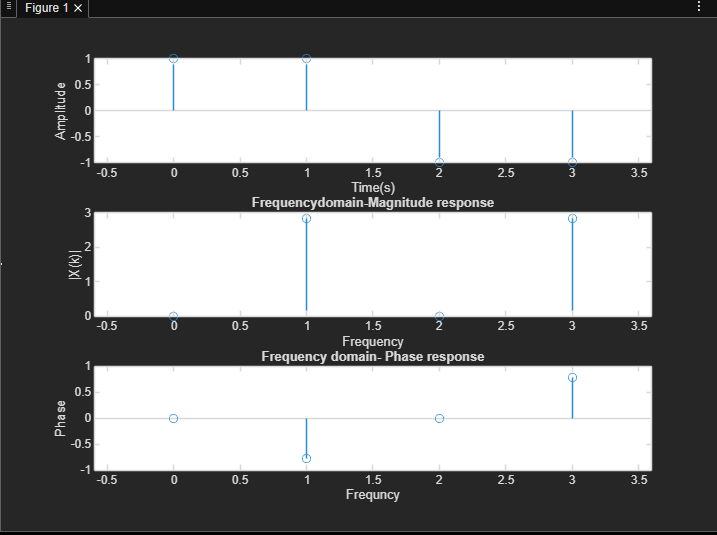 Figure 1
1
0.5
0
-0.5
-1
Amplitude
-0.5 0 0.5 1 1.5 2 2.5 3 3.5
Time(s)
Frequencydomain-Magnitude response
3
2
1
0
|X(k)|
-0.5 0 0.5 1 1.5 2 2.5 3 3.5
Frequency
Frequency domain- Phase response
1
0.5
0
-0.5
-1
Phase
-0.5 0 0.5 1 1.5 2 2.5 3 3.5
Frequncy